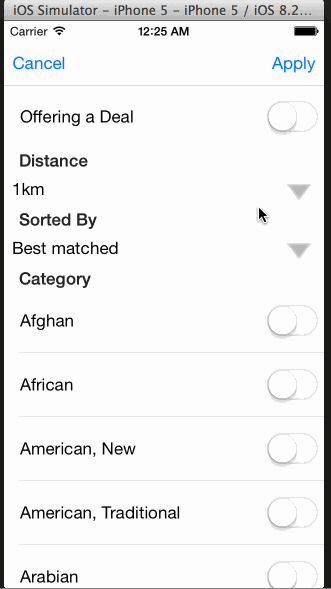 iOS Simulator – iPhone 5 – iPhone 5 / iOS 8.2...
Carrier 12:25 AM
Cancel Apply
Offering a Deal
Distance
1km
Sorted By
Best matched
Category
Afghan
African
American, New
American, Traditional
Arabian